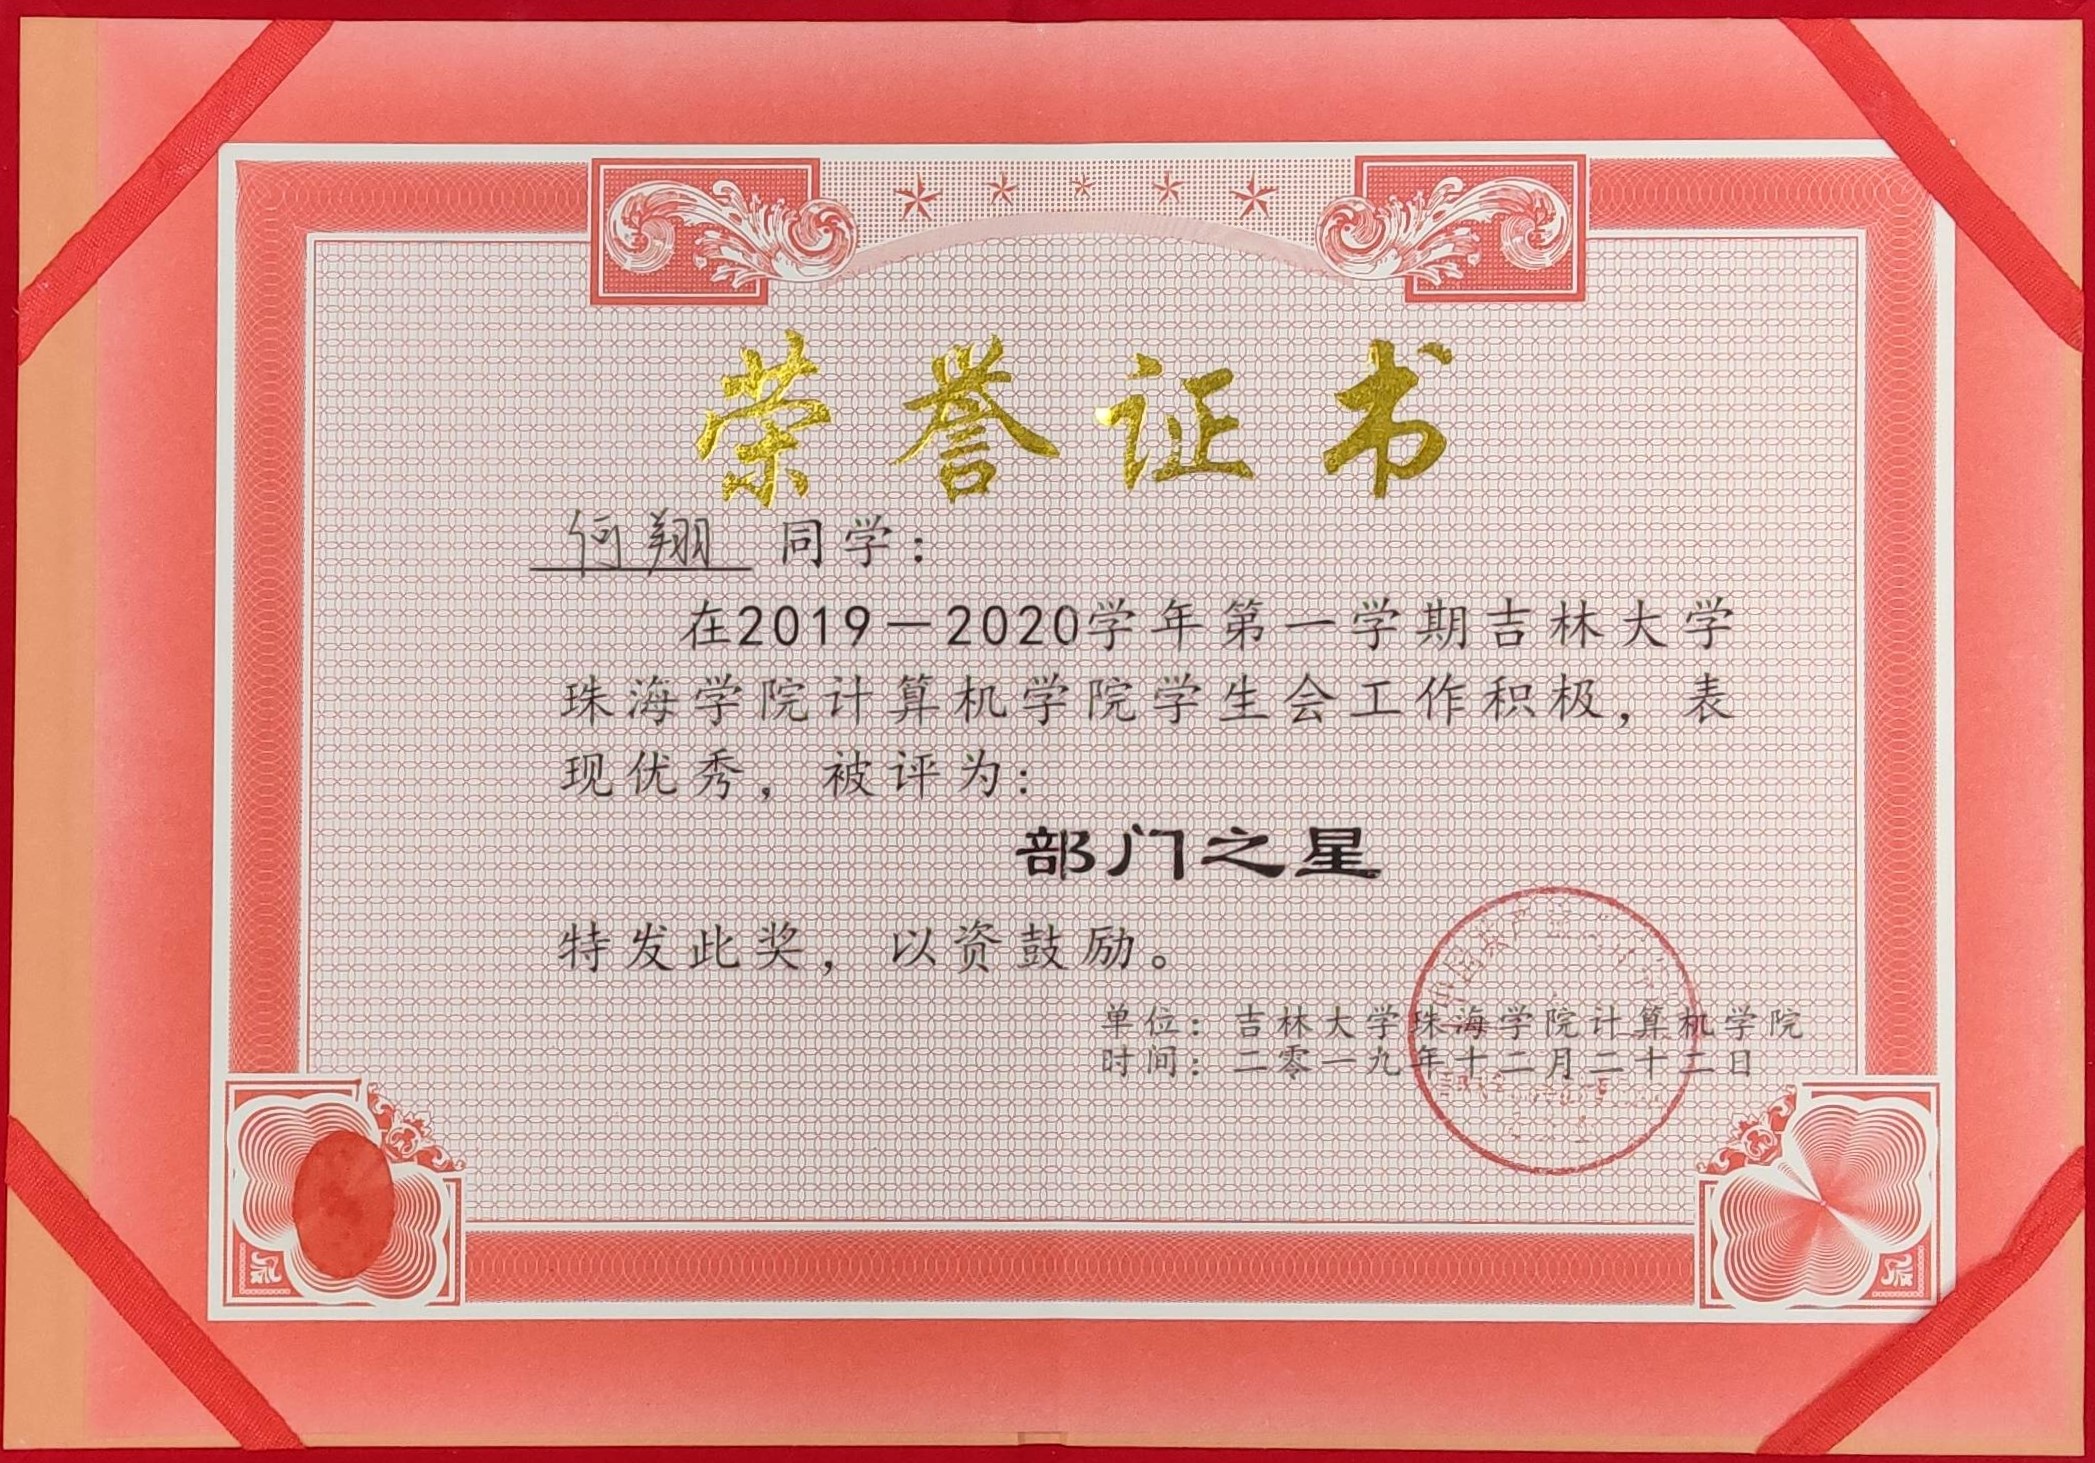 荣誉证书
何翔 同学：
在2019－2020学年第一学期吉林大学
珠海学院计算机学院学生会工作积极，表
现优秀，被评为：
部门之星
特发此奖，以资鼓励。
单位：吉林大学珠海学院计算机学院
时间：二零一九年十二月二十二日